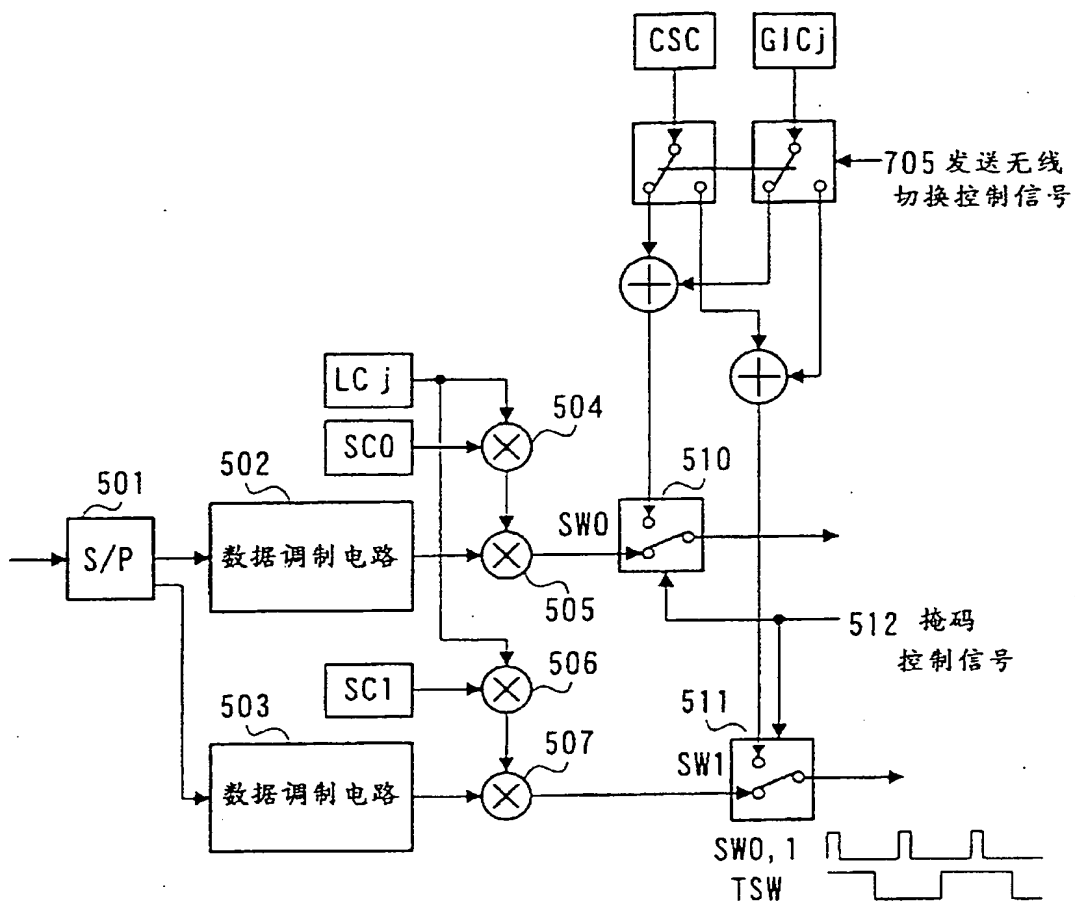 CSC
GICj
705 发送无线
切换控制信号
LCj
504
SC0
510
502
501
SW0
S/P
数据调制电路
505
512 掩码
控制信号
506
SC1
511
503
507
SW1
数据调制电路
SW0,1
TSW